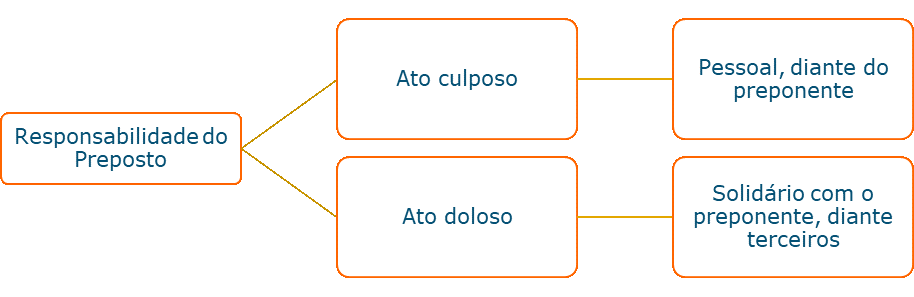 Responsabilidade do
Preposto
Ato culposo
Pessoal, diante do
preponente
Ato doloso
Solidário com o
preponente, diante
terceiros